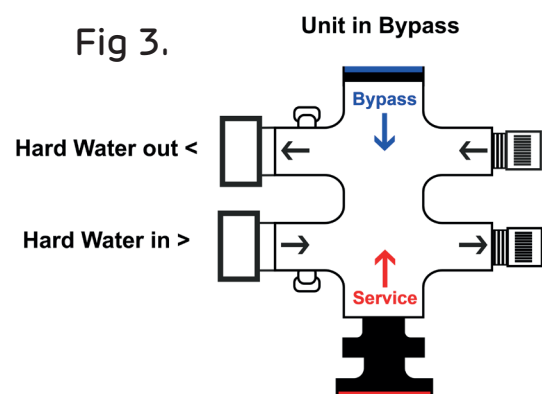 Fig 3.
Unit in Bypass
Bypass
Hard Water out <
Hard Water in >
Service